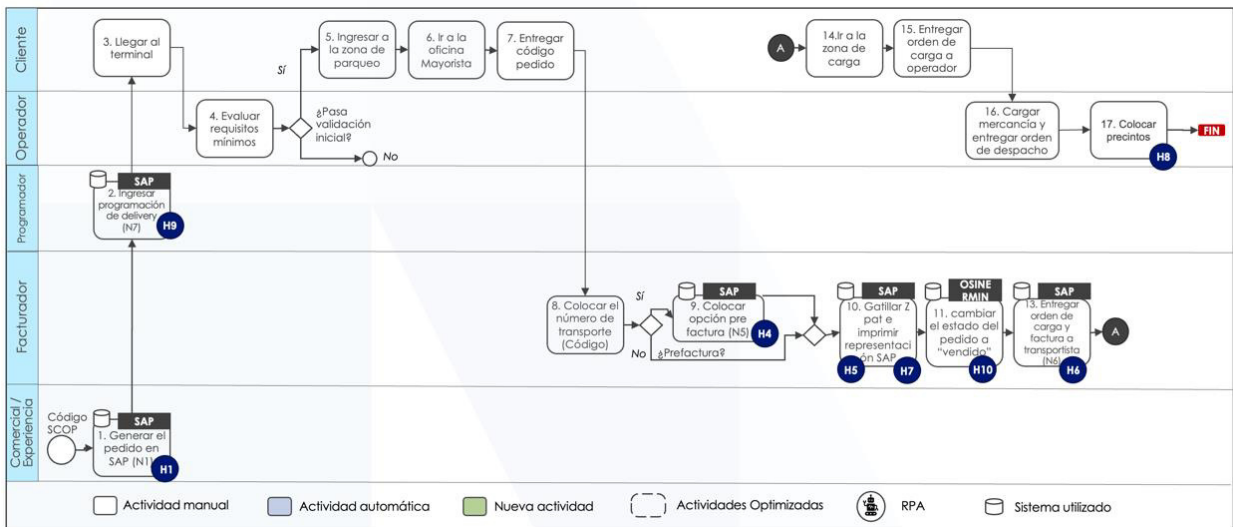 Cliente
3. Llegar al
terminal
Sí
5. Ingresar a
la zona de
parqueo
6. Ir a la
oficina
Mayorista
7. Entregar
código
pedido
A
14.Ir a la
zona de
carga
15. Entregar
orden de
carga a
operador
Operador
4. Evaluar
requisitos
mínimos
¿Pasa
validación
inicial?
No
16. Cargar
mercancía y
entregar orden
de despacho
17. Colocar
precintos
H8
FIN
Programador
SAP
2. Ingresar
programación
de delivery
(N7)
H9
Facturador
8. Colocar el
número de
transporte
(Código)
Sí
No
¿Prefactura?
SAP
9. Colocar
opción pre
factura (N5)
H4
SAP
10. Gatillar Z
pat e
imprimir
representaci
ón SAP
H5
H7
OSINE
RMIN
11. cambiar
el estado del
pedido a
"vendido"
H10
SAP
13. Entregar
orden de
carga y
factura a
transportista
(N6)
H6
A
Comercial /
Experiencia
Código
SCOP
SAP
1. Generar el
pedido en
SAP (N1)
H1
Actividad manual
Actividad automática
Nueva actividad
Actividades Optimizadas
RPA
Sistema utilizado